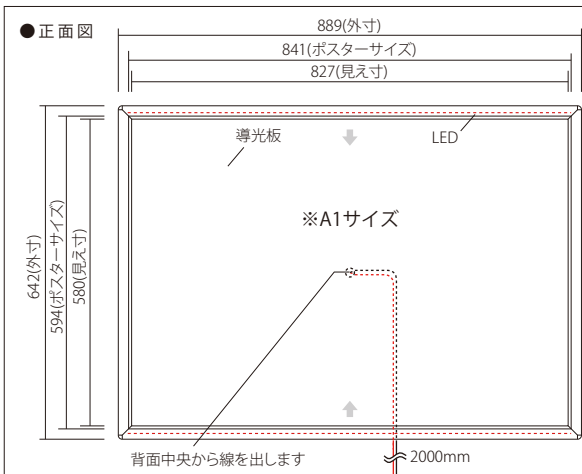 ●正面図
889(外寸)
841(ポスターサイズ)
827(見え寸)
導光板
LED
※A1サイズ
642(外寸)
594(ポスターサイズ)
580(見え寸)
背面中央から線を出します
2000mm